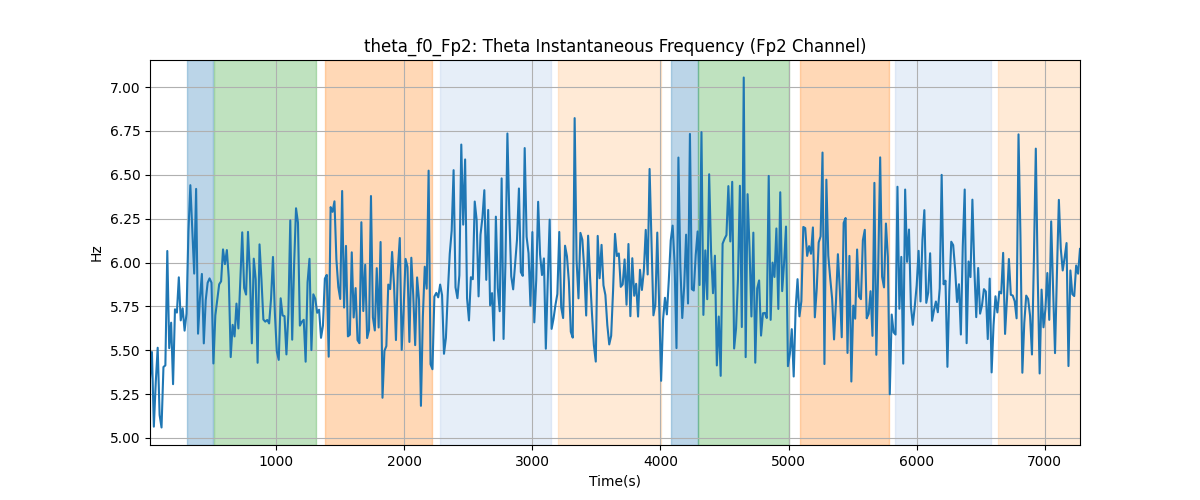 theta_f0_Fp2: Theta Instantaneous Frequency (Fp2 Channel)
7.00
6.75
6.50
6.25
6.00
5.75
5.50
5.25
5.00
Hz
1000 2000 3000 4000 5000 6000 7000
Time(s)